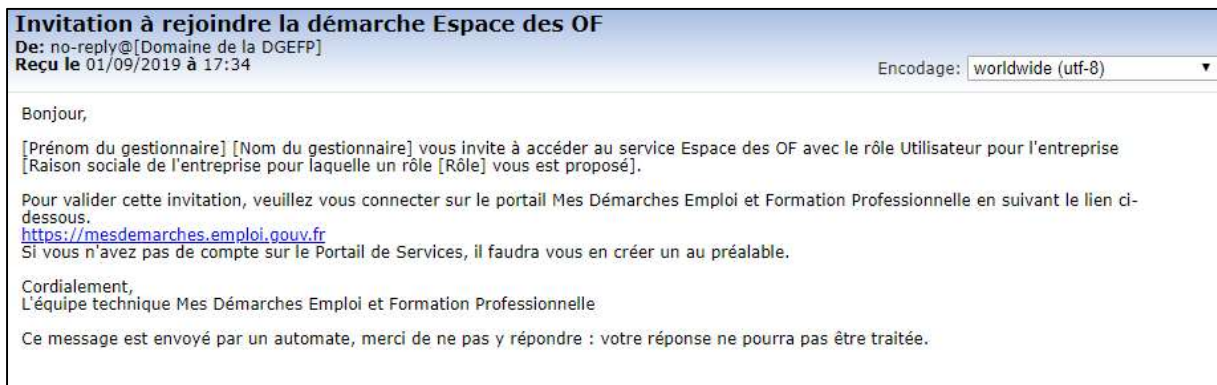 Invitation à rejoindre la démarche Espace des OF
De: no-reply@[Domaine de la DGEFP]
Reçu le 01/09/2019 à 17:34
Encodage: worldwide (utf-8)
Bonjour,
[Prénom du gestionnaire] [Nom du gestionnaire] vous invite à accéder au service Espace des OF avec le rôle Utilisateur pour l'entreprise
[Raison sociale de l'entreprise pour laquelle un rôle [Rôle] vous est proposé].
Pour valider cette invitation, veuillez vous connecter sur le portail Mes Démarches Emploi et Formation Professionnelle en suivant le lien ci-
dessous.
https://mesdemarches.emploi.gouv.fr
Si vous n'avez pas de compte sur le Portail de Services, il faudra vous en créer un au préalable.
Cordialement,
L'équipe technique Mes Démarches Emploi et Formation Professionnelle
Ce message est envoyé par un automate, merci de ne pas y répondre : votre réponse ne pourra pas être traitée.